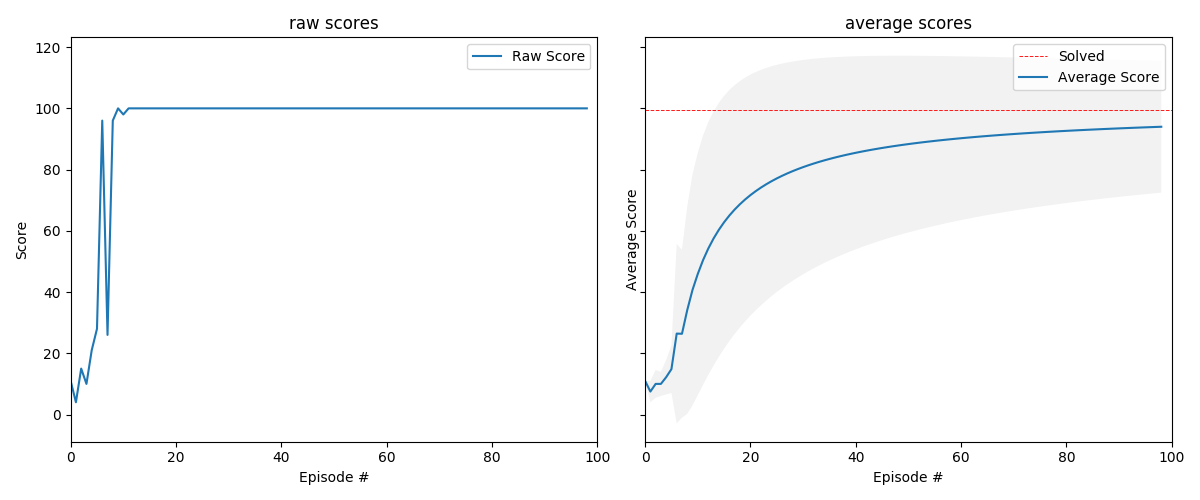 raw scores
120
100
80
60
40
20
0
Score
Raw Score
0 20 40 60 80 100
Episode #
average scores
Solved
Average Score
Average Score
0 20 40 60 80 100
Episode #